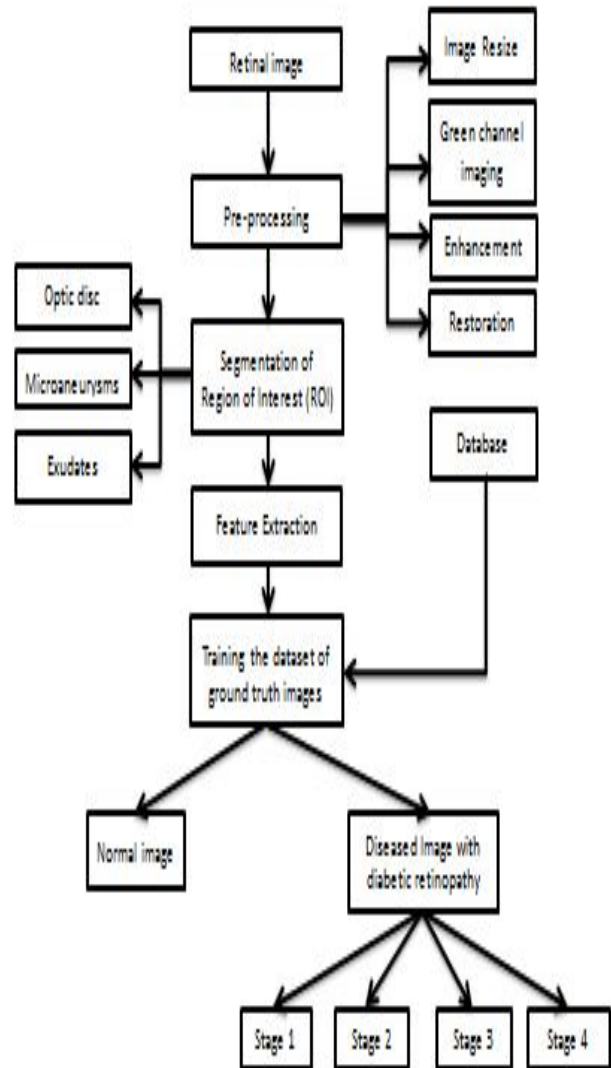 Retinal image
Image Resize
Green channel
imaging
Pre-processing
Enhancement
Restoration
Optic disc
Segmentation of
Region of Interest (ROI)
Microaneurysms
Exudates
Database
Feature Extraction
Training the dataset of
ground truth images
Normal image
Diseased Image with
diabetic retinopathy
Stage 1
Stage 2
Stage 3
Stage 4